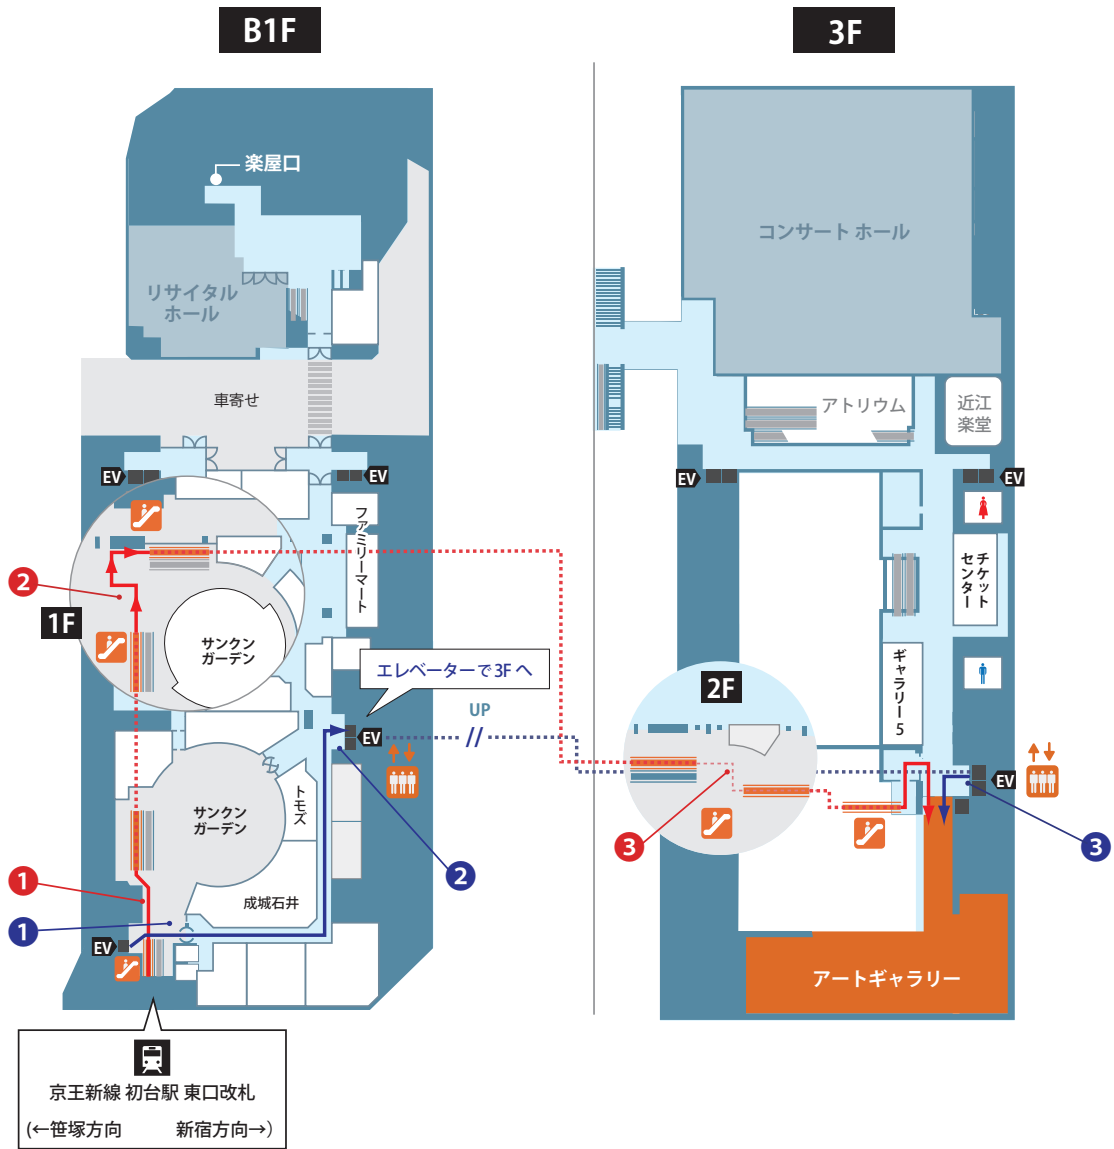 B1F
3F
楽屋口
リサイタル
ホール
車寄せ
EV
EV
ファミリーマート
2
1F
サンクン
ガーデン
エレベーターで3Fへ
UP
//
EV
トモズ
サンクン
ガーデン
2
1
成城石井
1
EV
京王新線 初台駅 東口改札
(←笹塚方向 新宿方向→)
コンサート ホール
アトリウム
近江
楽堂
EV
EV
チケット
センター
ギャラリー5
2F
EV
3
3
アートギャラリー